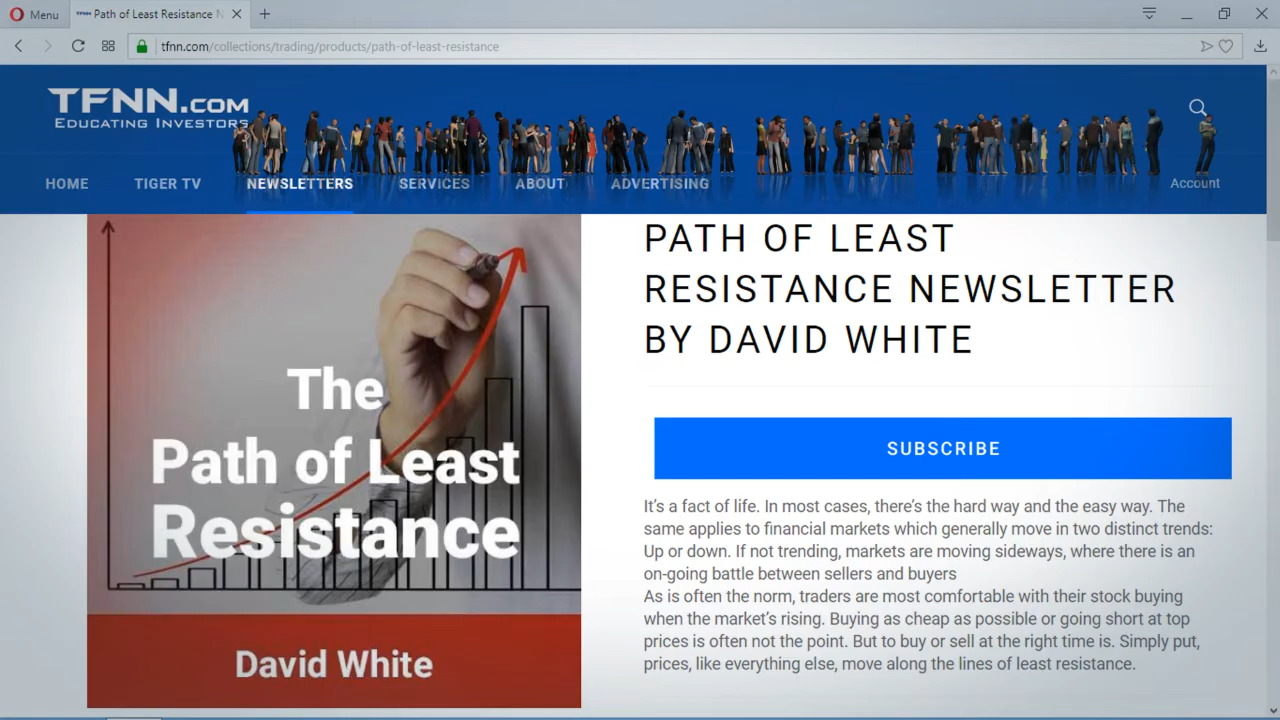 Menu
Path of Least Resistance N
tfnn.com/collections/trading/products/path-of-least-resistance
TFNN.COM
EDUCATING INVESTORS
HOME
TIGER TV
NEWSLETTERS
SERVICES
ABOUT
ADVERTISING
Account
The
Path of Least
Resistance
David White
PATH OF LEAST
RESISTANCE NEWSLETTER
BY DAVID WHITE
SUBSCRIBE
It’s a fact of life. In most cases, there’s the hard way and the easy way. The
same applies to financial markets which generally move in two distinct trends:
Up or down. If not trending, markets are moving sideways, where there is an
on-going battle between sellers and buyers
As is often the norm, traders are most comfortable with their stock buying
when the market’s rising. Buying as cheap as possible or going short at top
prices is often not the point. But to buy or sell at the right time is. Simply put,
prices, like everything else, move along the lines of least resistance.